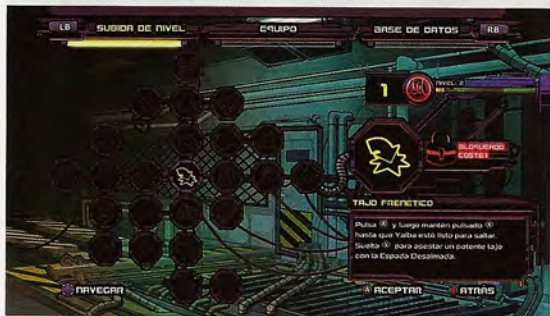 LB SUBIDA DE NIVEL EQUIPO BASE DE DATOS RB
1 NIVEL: 2
BLOQUEADO
COSTE:1
TAJO FRENÉTICO
Pulsa A y luego mantén pulsado A
hasta que Yaiba esté listo para saltar.
Suelta A para asestar un potente tajo
con la Espada Desalmada.
NAVEGAR A ACEPTAR B ATRÁS